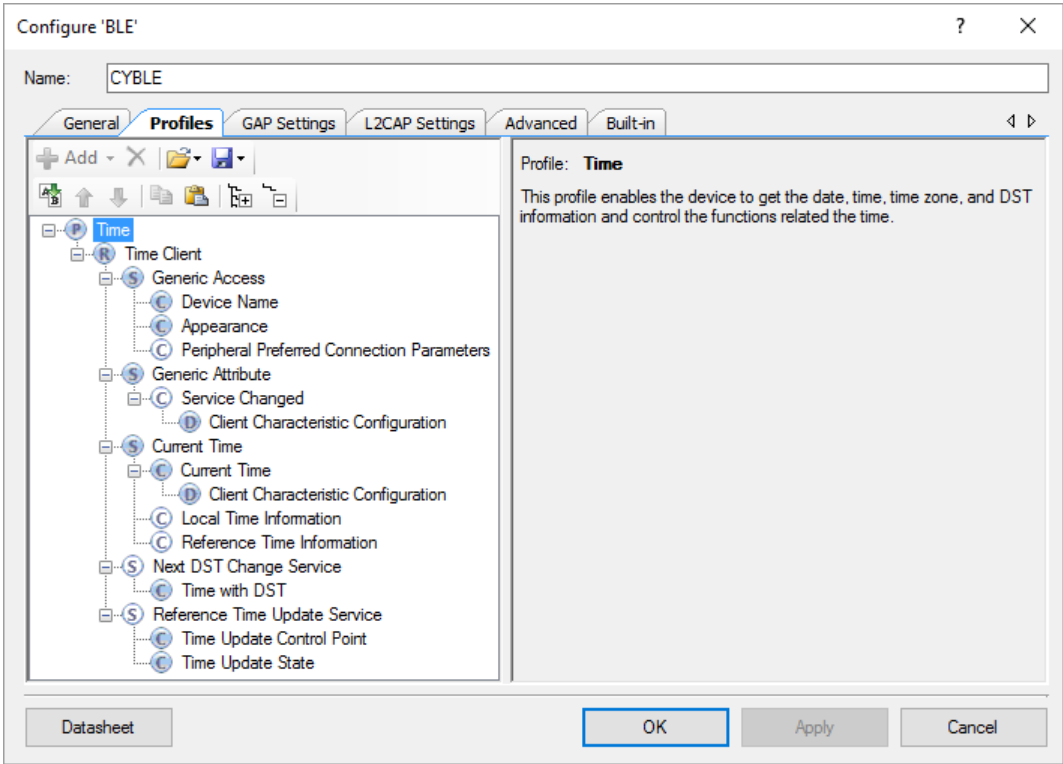 Configure 'BLE'
?
Name: CYBLE
General Profiles GAP Settings L2CAP Settings Advanced Built-in
Add
Profile: Time
This profile enables the device to get the date, time, time zone, and DST
information and control the functions related the time.
P Time
R Time Client
S Generic Access
C Device Name
C Appearance
C Peripheral Preferred Connection Parameters
S Generic Attribute
C Service Changed
D Client Characteristic Configuration
S Current Time
C Current Time
D Client Characteristic Configuration
C Local Time Information
C Reference Time Information
S Next DST Change Service
C Time with DST
S Reference Time Update Service
C Time Update Control Point
C Time Update State
Datasheet OK Apply Cancel